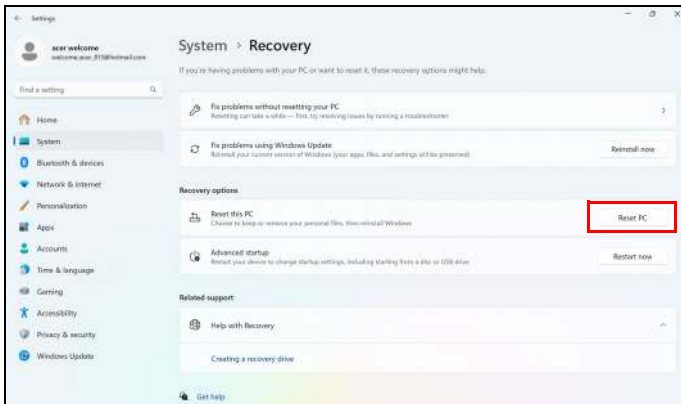 Settings
acer welcome
System > Recovery
If you're having problems with your PC or want to reset it, these recovery options might help.
Find a setting
Home
System
Bluetooth & devices
Network & internet
Personalization
Apps
Accounts
Time & language
Gaming
Accessibility
Privacy & security
Windows Update
Fix problems without resetting your PC
Resetting can take a while — first, try resolving issues by running a troubleshooter
Fix problems using Windows Update
Reinstall your current version of Windows (your apps, files, and settings will be preserved)
Reinstall now
Recovery options
Reset this PC
Choose to keep or remove your personal files, then reinstall Windows
Reset PC
Advanced startup
Restart your device to change startup settings, including starting from a disc or USB drive
Restart now
Related support
Help with Recovery
Creating a recovery drive
Get help